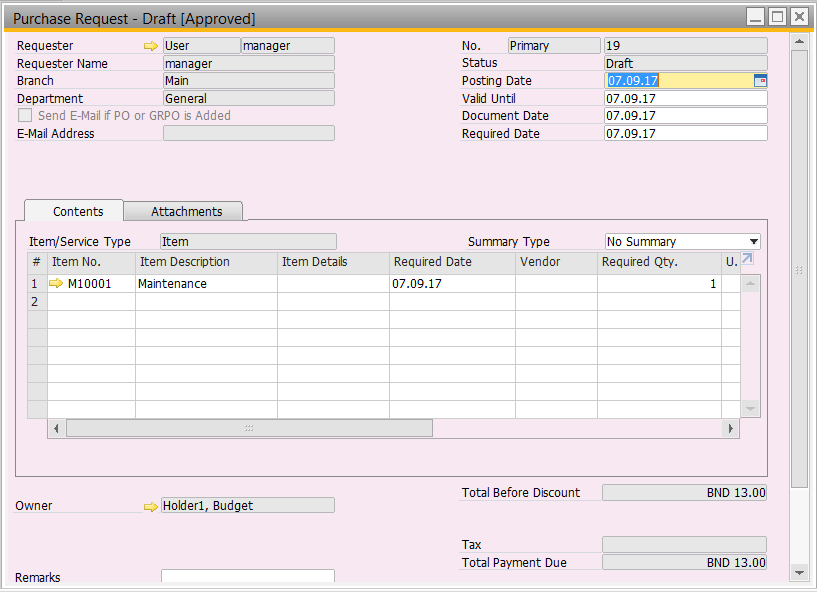 Purchase Request - Draft [Approved]
Requester User manager No. Primary 19
Requester Name manager Status Draft
Branch Main Posting Date 07.09.17
Department General Valid Until 07.09.17
Send E-Mail if PO or GRPO is Added Document Date 07.09.17
E-Mail Address Required Date 07.09.17
Contents Attachments
Item/Service Type Item Summary Type No Summary
# Item No. Item Description Item Details Required Date Vendor Required Qty. U.
1 M10001 Maintenance 07.09.17 1
2
Total Before Discount BND 13.00
Owner Holder1, Budget
Tax
Total Payment Due BND 13.00
Remarks